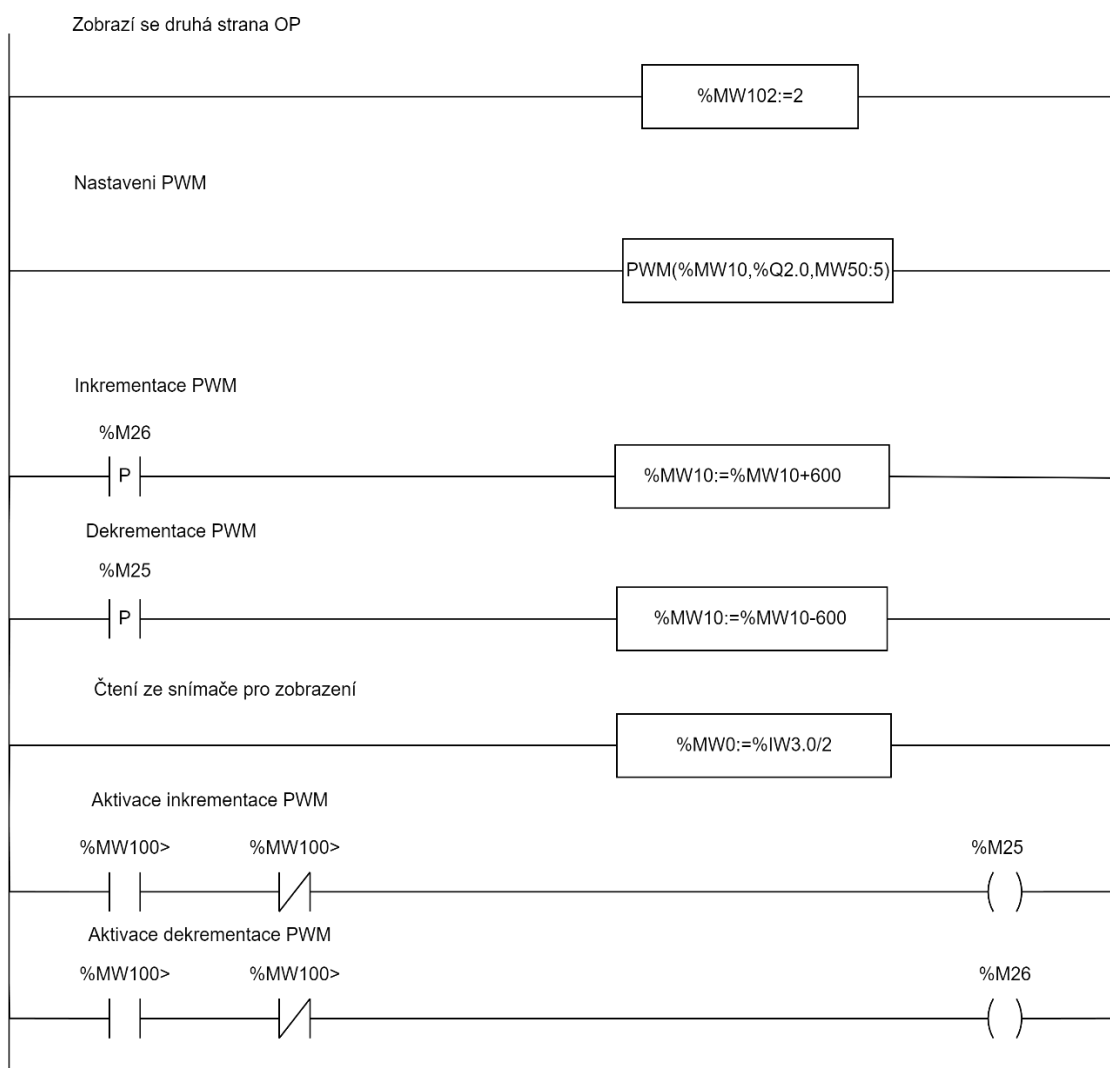 Zobrazí se druhá strana OP
%MW102:=2
Nastaveni PWM
PWM(%MW10,%Q2.0,MW50:5)
Inkrementace PWM
%M26
P
%MW10:=%MW10+600
Dekrementace PWM
%M25
P
%MW10:=%MW10-600
Čtení ze snímače pro zobrazení
%MW0:=%IW3.0/2
Aktivace inkrementace PWM
%MW100> %MW100> %M25
Aktivace dekrementace PWM
%MW100> %MW100> %M26